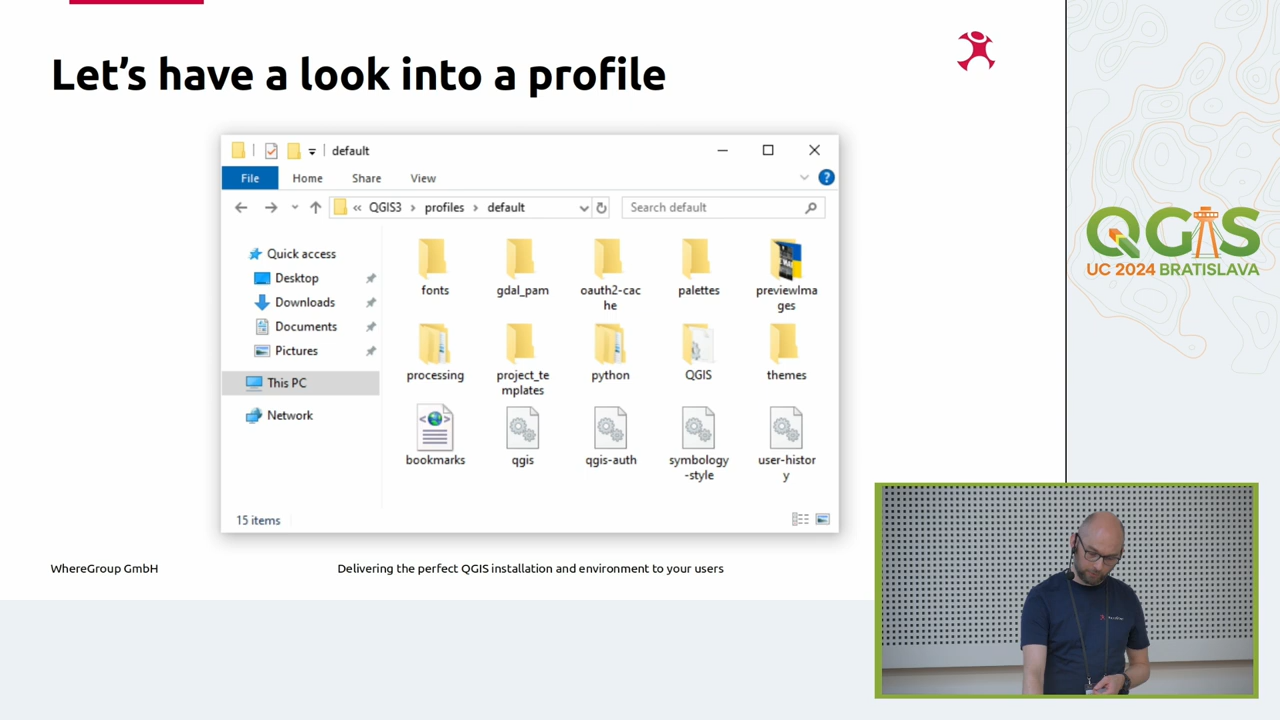 Let's have a look into a profile
default
File
Home
Share
View
« QGIS3 > profiles > default
Search default
Quick access
Desktop
Downloads
Documents
Pictures
This PC
Network
fonts
gdal_pam
oauth2-cac
he
palettes
previewIma
ges
processing
project_te
mplates
python
QGIS
themes
bookmarks
qgis
qgis-auth
symbology
-style
user-histor
y
15 items
WhereGroup GmbH
Delivering the perfect QGIS installation and environment to your users
QGIS
UC 2024 BRATISLAVA